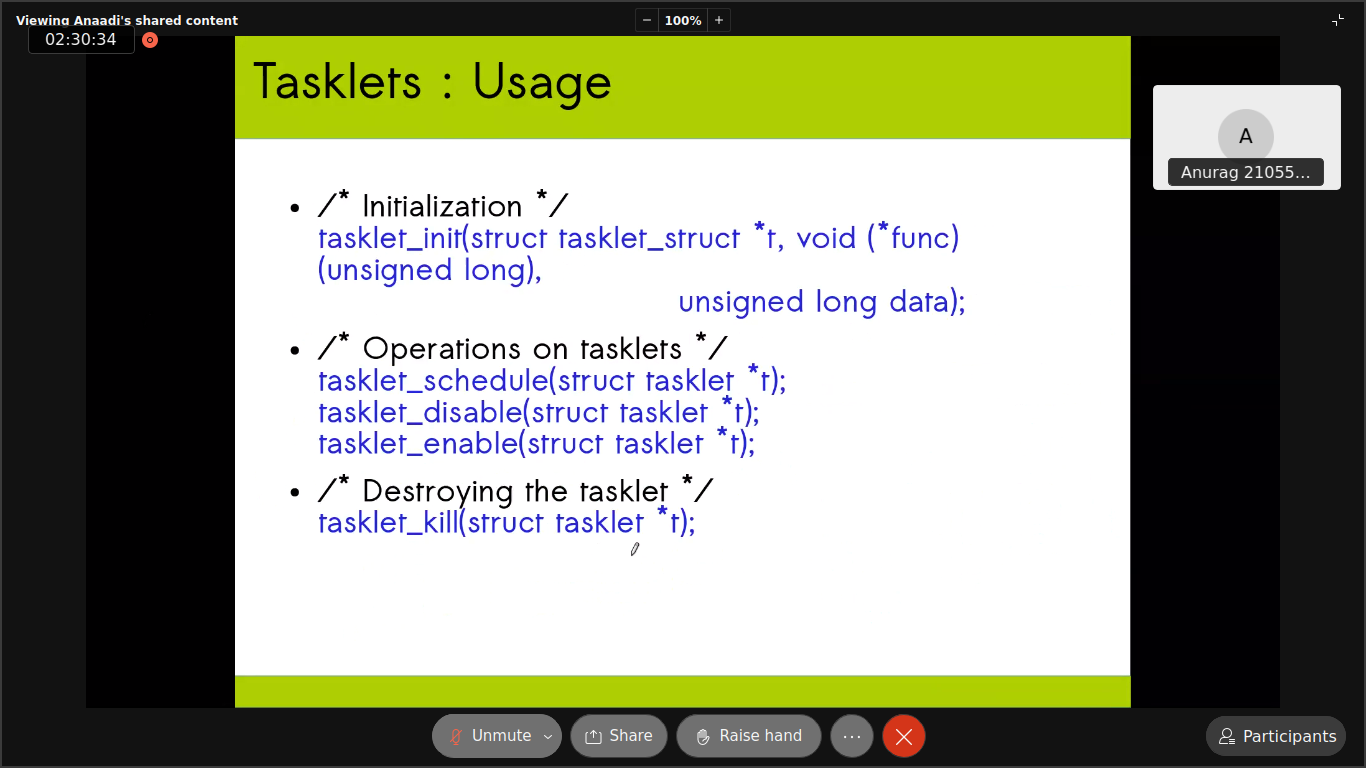 Viewing Anaadi's shared content
− 100% +
02:30:34
Tasklets : Usage
A
Anurag 21055...
• /* Initialization */
tasklet_init(struct tasklet_struct *t, void (*func)
(unsigned long),
unsigned long data);
• /* Operations on tasklets */
tasklet_schedule(struct tasklet *t);
tasklet_disable(struct tasklet *t);
tasklet_enable(struct tasklet *t);
• /* Destroying the tasklet */
tasklet_kill(struct tasklet *t);
Unmute Share Raise hand ... Participants